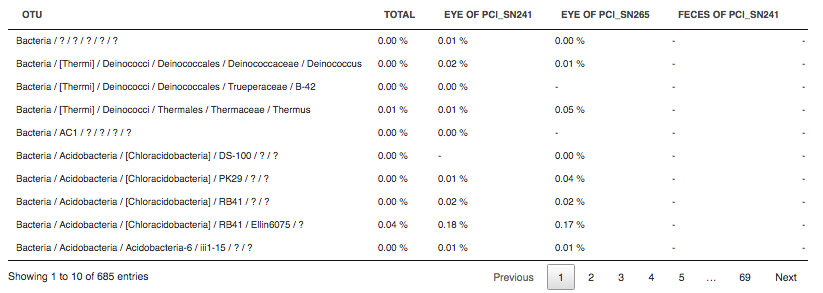 OTU TOTAL EYE OF PCI_SN241 EYE OF PCI_SN265 FECES OF PCI_SN241
Bacteria / ? / ? / ? / ? / ? 0.00 % 0.01 % 0.00 % - -
Bacteria / [Thermi] / Deinococci / Deinococcales / Deinococcaceae / Deinococcus 0.00 % 0.02 % 0.01 % - -
Bacteria / [Thermi] / Deinococci / Deinococcales / Trueperaceae / B-42 0.00 % 0.00 % - - -
Bacteria / [Thermi] / Deinococci / Thermales / Thermaceae / Thermus 0.01 % 0.01 % 0.05 % - -
Bacteria / AC1 / ? / ? / ? / ? 0.00 % 0.00 % - - -
Bacteria / Acidobacteria / [Chloracidobacteria] / DS-100 / ? / ? 0.00 % - 0.00 % - -
Bacteria / Acidobacteria / [Chloracidobacteria] / PK29 / ? / ? 0.00 % 0.01 % 0.04 % - -
Bacteria / Acidobacteria / [Chloracidobacteria] / RB41 / ? / ? 0.00 % 0.02 % 0.02 % - -
Bacteria / Acidobacteria / [Chloracidobacteria] / RB41 / Ellin6075 / ? 0.04 % 0.18 % 0.17 % - -
Bacteria / Acidobacteria / Acidobacteria-6 / iii1-15 / ? / ? 0.00 % 0.01 % 0.01 % - -
Showing 1 to 10 of 685 entries Previous 1 2 3 4 5 ... 69 Next